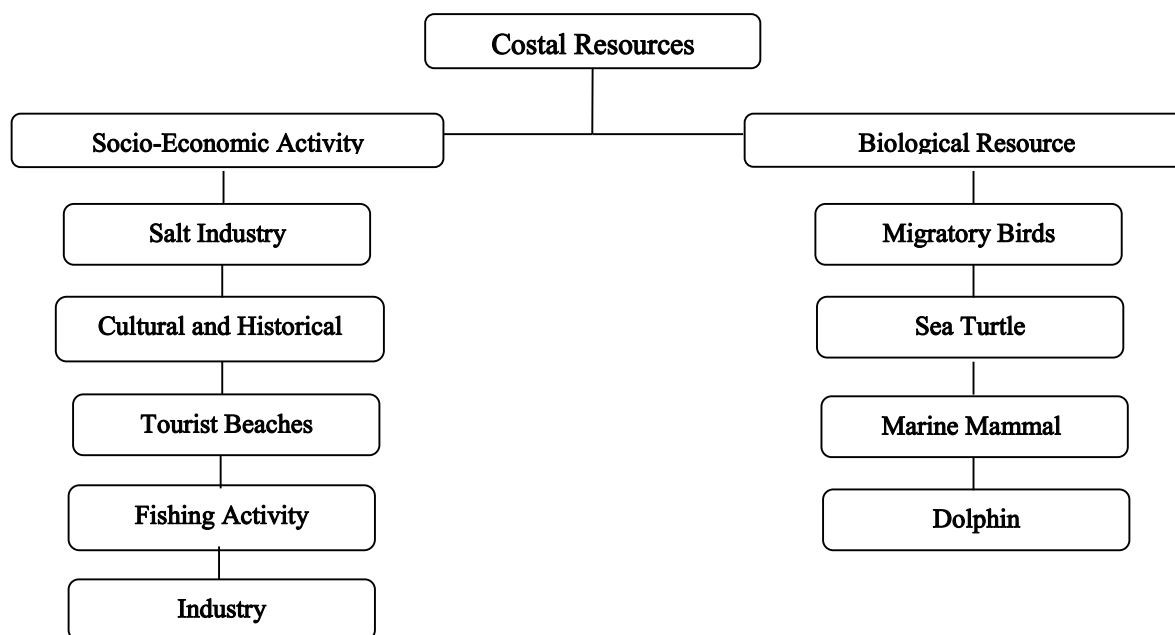 Costal Resources
Socio-Economic Activity
Biological Resource
Salt Industry
Migratory Birds
Cultural and Historical
Sea Turtle
Tourist Beaches
Marine Mammal
Fishing Activity
Dolphin
Industry